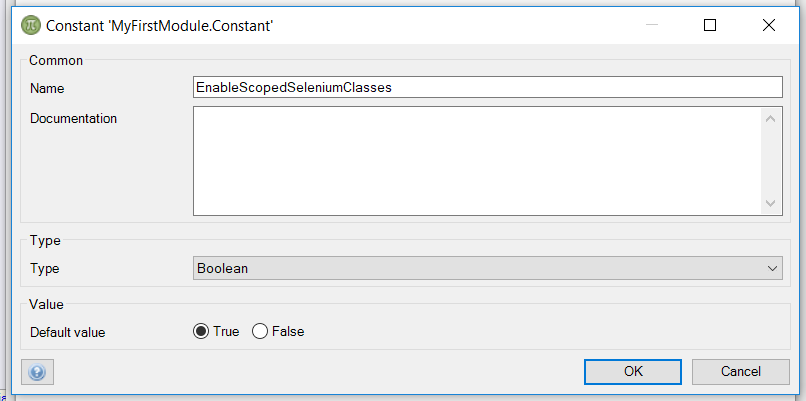 Constant 'MyFirstModule.Constant'
Common
Name EnableScopedSeleniumClasses
Documentation
Type
Type Boolean
Value
Default value True False
OK Cancel